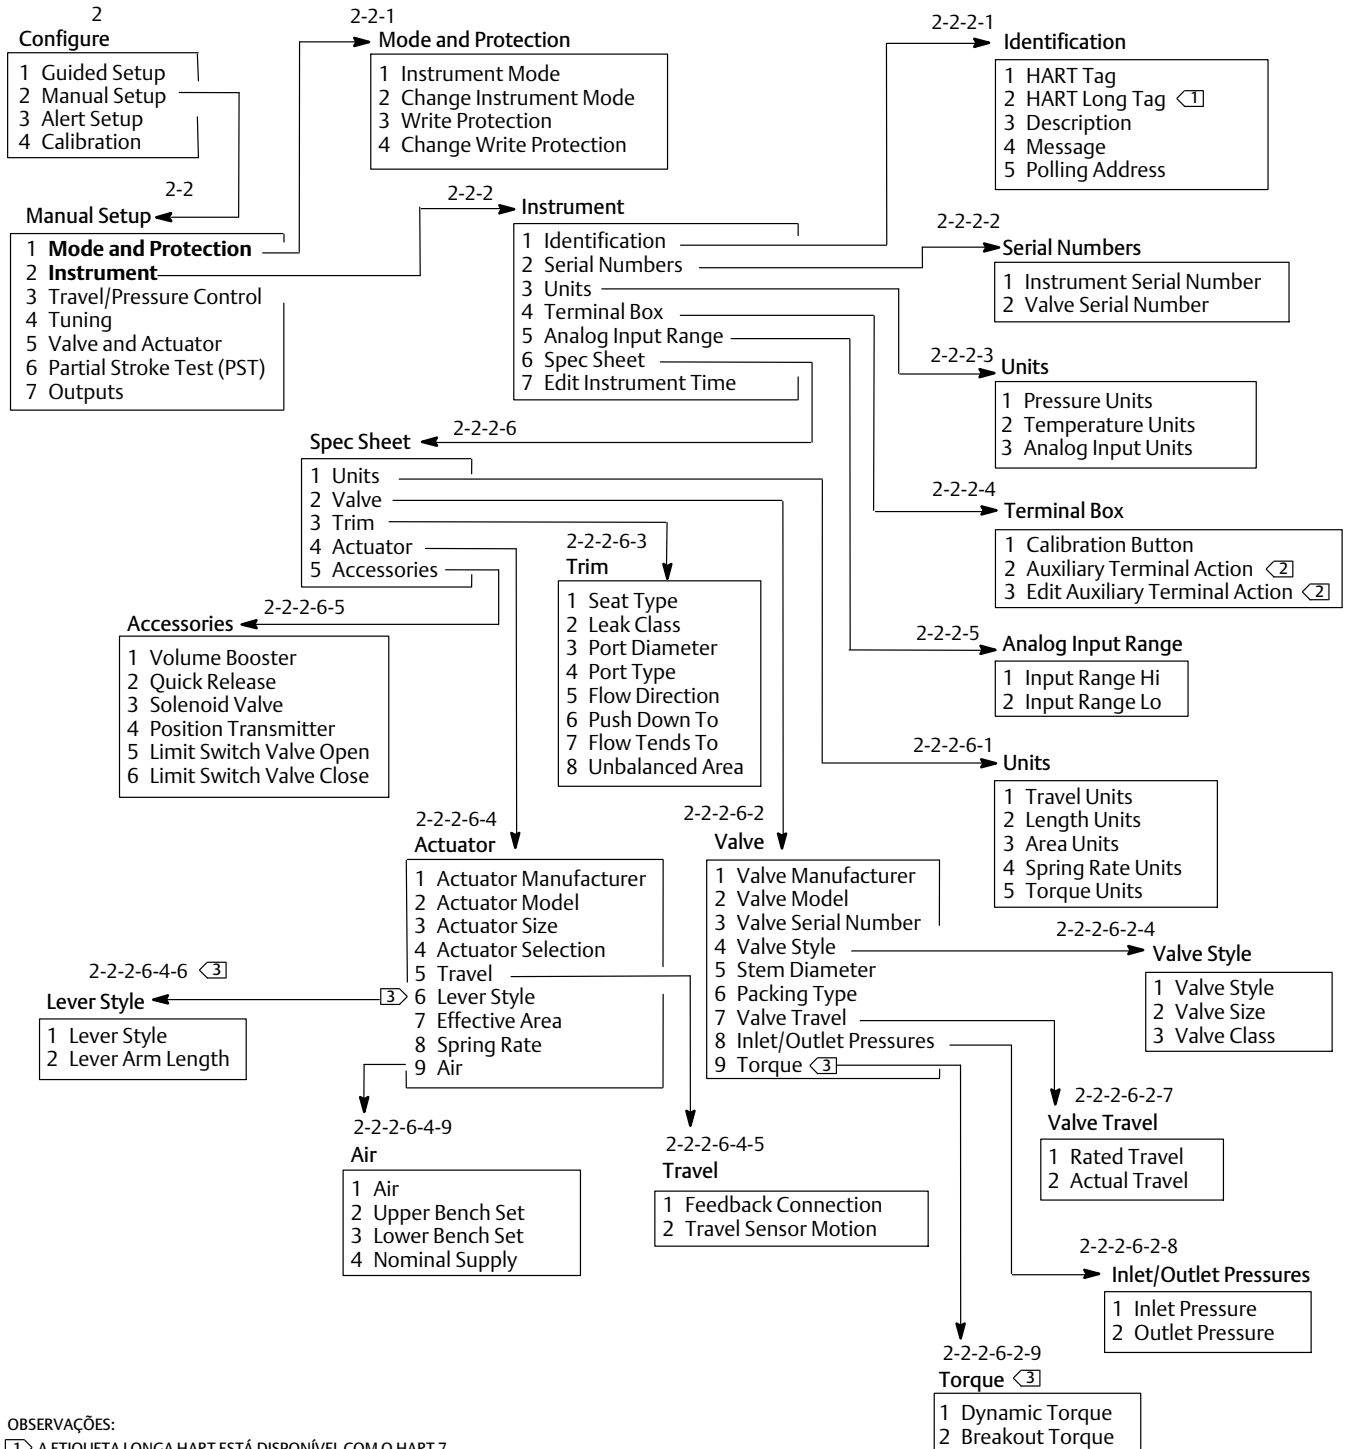 2
Configure
1 Guided Setup
2 Manual Setup
3 Alert Setup
4 Calibration
2-2-1
Mode and Protection
1 Instrument Mode
2 Change Instrument Mode
3 Write Protection
4 Change Write Protection
2-2-2-1
Identification
1 HART Tag
2 HART Long Tag 1
3 Description
4 Message
5 Polling Address
2-2
Manual Setup
1 Mode and Protection
2 Instrument
3 Travel/Pressure Control
4 Tuning
5 Valve and Actuator
6 Partial Stroke Test (PST)
7 Outputs
2-2-2
Instrument
1 Identification
2 Serial Numbers
3 Units
4 Terminal Box
5 Analog Input Range
6 Spec Sheet
7 Edit Instrument Time
2-2-2-2
Serial Numbers
1 Instrument Serial Number
2 Valve Serial Number
2-2-2-3
Units
1 Pressure Units
2 Temperature Units
3 Analog Input Units
2-2-2-6
Spec Sheet
1 Units
2 Valve
3 Trim
4 Actuator
5 Accessories
2-2-2-4
Terminal Box
1 Calibration Button
2 Auxiliary Terminal Action 2
3 Edit Auxiliary Terminal Action 2
2-2-2-6-3
Trim
1 Seat Type
2 Leak Class
3 Port Diameter
4 Port Type
5 Flow Direction
6 Push Down To
7 Flow Tends To
8 Unbalanced Area
2-2-2-6-5
Accessories
1 Volume Booster
2 Quick Release
3 Solenoid Valve
4 Position Transmitter
5 Limit Switch Valve Open
6 Limit Switch Valve Close
2-2-2-5
Analog Input Range
1 Input Range Hi
2 Input Range Lo
2-2-2-6-1
Units
1 Travel Units
2 Length Units
3 Area Units
4 Spring Rate Units
5 Torque Units
2-2-2-6-4
Actuator
1 Actuator Manufacturer
2 Actuator Model
3 Actuator Size
4 Actuator Selection
5 Travel
3 6 Lever Style
7 Effective Area
8 Spring Rate
9 Air
2-2-2-6-2
Valve
1 Valve Manufacturer
2 Valve Model
3 Valve Serial Number
4 Valve Style
5 Stem Diameter
6 Packing Type
7 Valve Travel
8 Inlet/Outlet Pressures
9 Torque 3
2-2-2-6-2-4
Valve Style
1 Valve Style
2 Valve Size
3 Valve Class
2-2-2-6-4-6 3
Lever Style
1 Lever Style
2 Lever Arm Length
2-2-2-6-4-9
Air
1 Air
2 Upper Bench Set
3 Lower Bench Set
4 Nominal Supply
2-2-2-6-4-5
Travel
1 Feedback Connection
2 Travel Sensor Motion
2-2-2-6-2-7
Valve Travel
1 Rated Travel
2 Actual Travel
2-2-2-6-2-8
Inlet/Outlet Pressures
1 Inlet Pressure
2 Outlet Pressure
2-2-2-6-2-9
Torque 3
1 Dynamic Torque
2 Breakout Torque
OBSERVAÇÕES:
1 A ETIQUETA LONGA HART ESTÁ DISPONÍVEL COM O HART 7